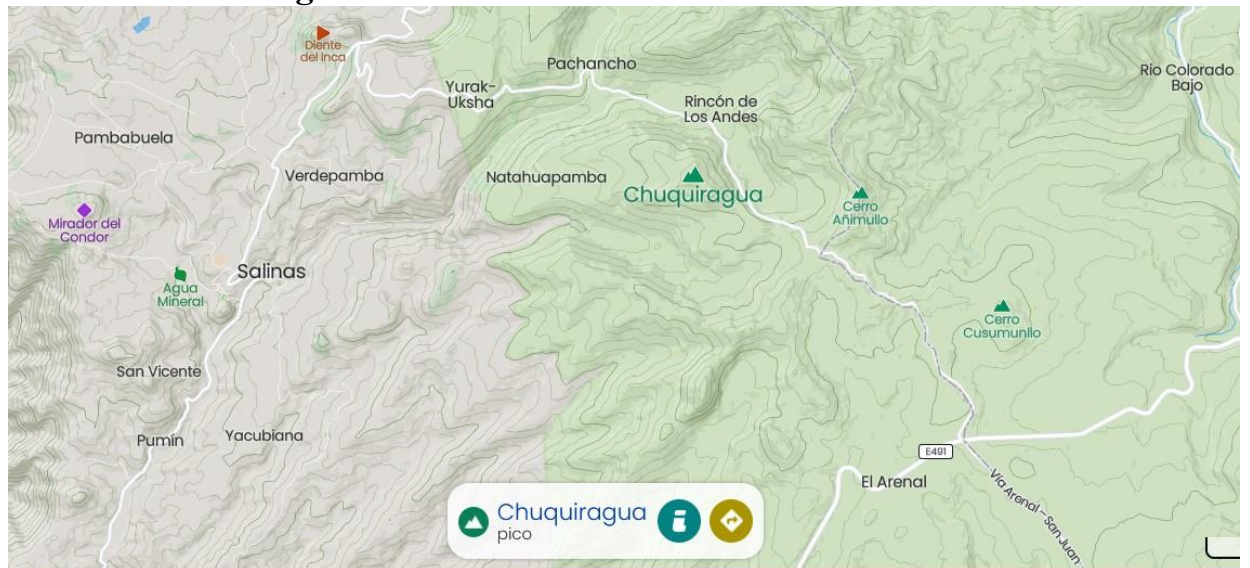 Diente
del Inca
Pachancho
Rio Colorado
Bajo
Yurak-
Uksha
Rincón de
Los Andes
Pambabuela
Verdepamba
Natahuapamba
Chuquiragua
Cerro
Añimullo
Mirador del
Condor
Salinas
Agua
Mineral
Cerro
Cusumunllo
San Vicente
Pumín
Yacubiana
E491
El Arenal
Vía Arenal – San Juan
Chuquiragua
pico